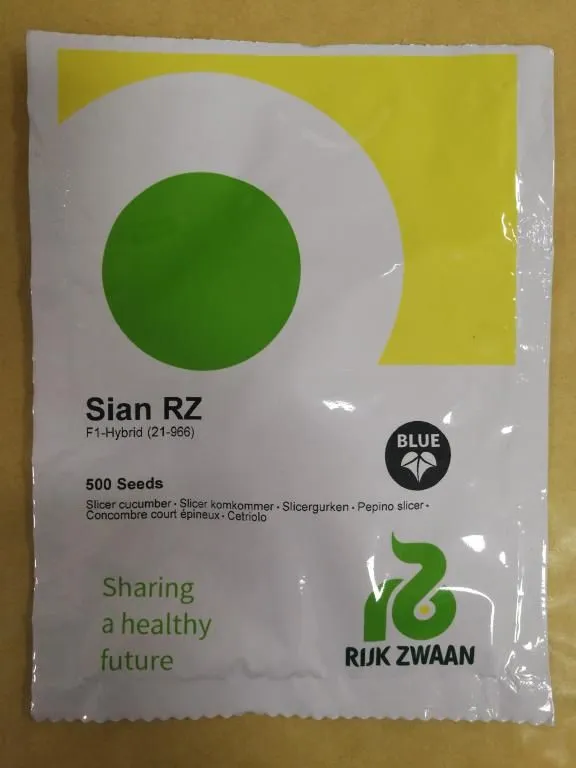 Sian RZ
F1-Hybrid (21-966)
BLUE
500 Seeds
Slicer cucumber · Slicer komkommer · Slicergurken · Pepino slicer ·
Concombre court épineux · Cetriolo
Sharing
a healthy
future
RZ
RIJK ZWAAN